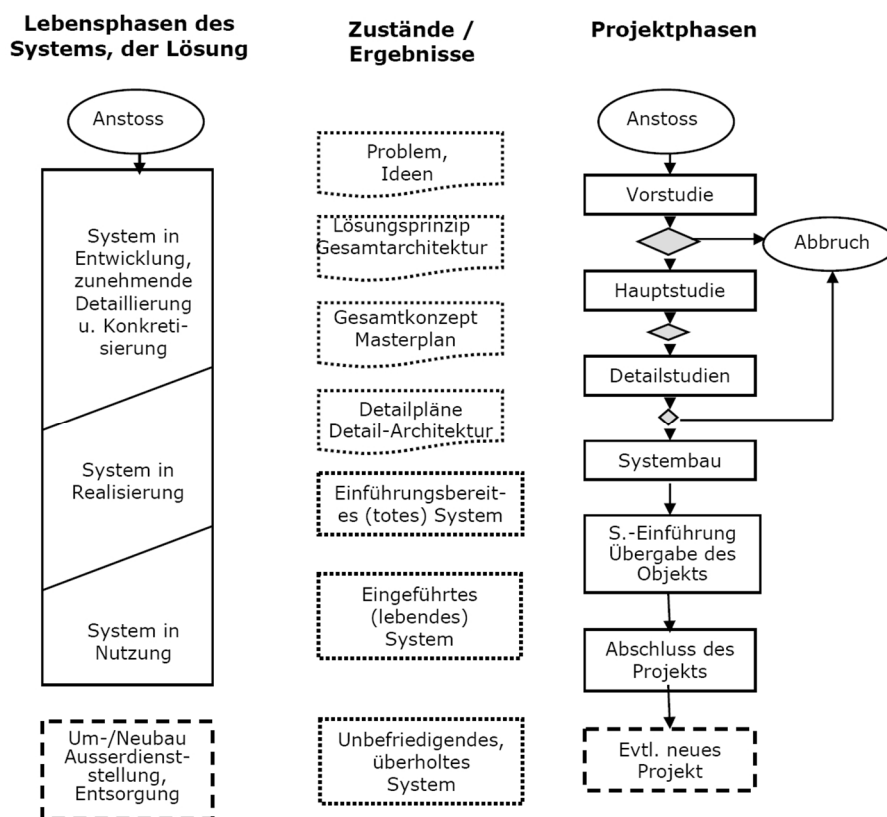 Lebensphasen des
Systems, der Lösung
Anstoss
System in
Entwicklung,
zunehmende
Detaillierung
u. Konkreti-
sierung
System in
Realisierung
System in
Nutzung
Um-/Neubau
Ausserdienst-
stellung,
Entsorgung
Zustände /
Ergebnisse
Problem,
Ideen
Lösungsprinzip
Gesamtarchitektur
Gesamtkonzept
Masterplan
Detailpläne
Detail-Architektur
Einführungsbereit-
es (totes) System
Eingeführtes
(lebendes)
System
Unbefriedigendes,
überholtes
System
Projektphasen
Anstoss
Vorstudie
Abbruch
Hauptstudie
Detailstudien
Systembau
S.-Einführung
Übergabe des
Objekts
Abschluss des
Projekts
Evtl. neues
Projekt